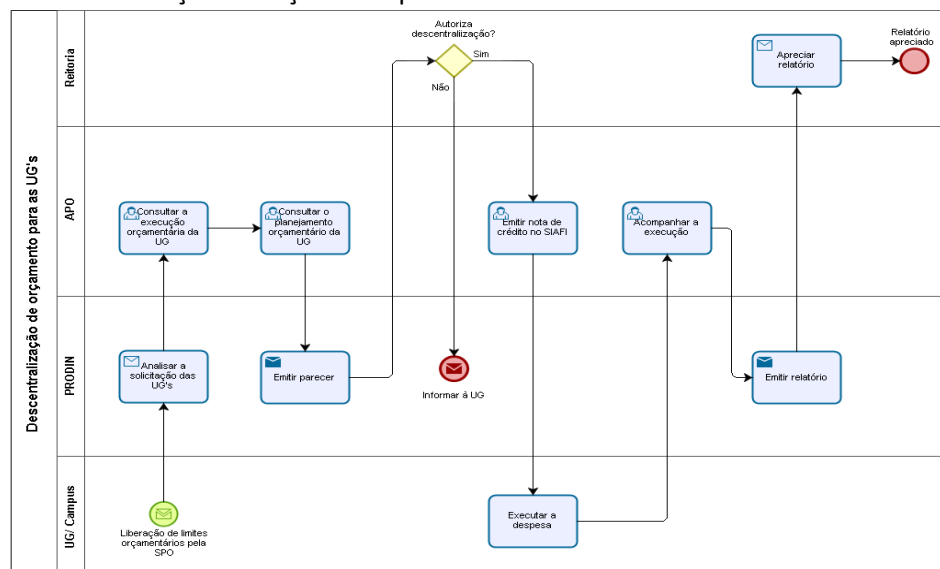 Descentralização de orçamento para as UG's
Reitoria
Autoriza
descentralização?
Sim
Não
Apreciar
relatório
Relatório
apreciado
APO
Consultar a
execução
orçamentária da
UG
Consultar o
planejamento
orçamentário da
UG
Emitir nota de
crédito no SIAFI
Acompanhar a
execução
PRODIN
Analisar a
solicitação das
UG's
Emitir parecer
Informar à UG
Emitir relatório
UG/ Campus
Liberação de limites
orçamentários pela
SPO
Executar a
despesa